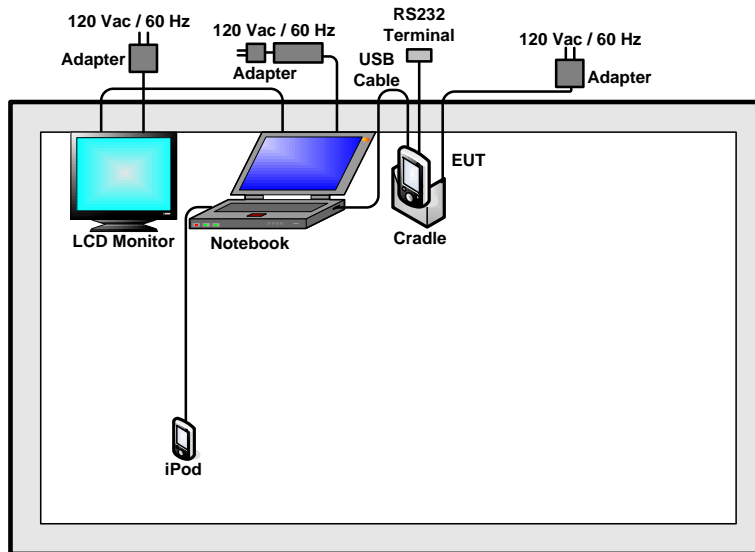 120 Vac / 60 Hz
Adapter
120 Vac / 60 Hz
Adapter
USB
Cable
RS232
Terminal
120 Vac / 60 Hz
Adapter
EUT
LCD Monitor
Notebook
Cradle
iPod